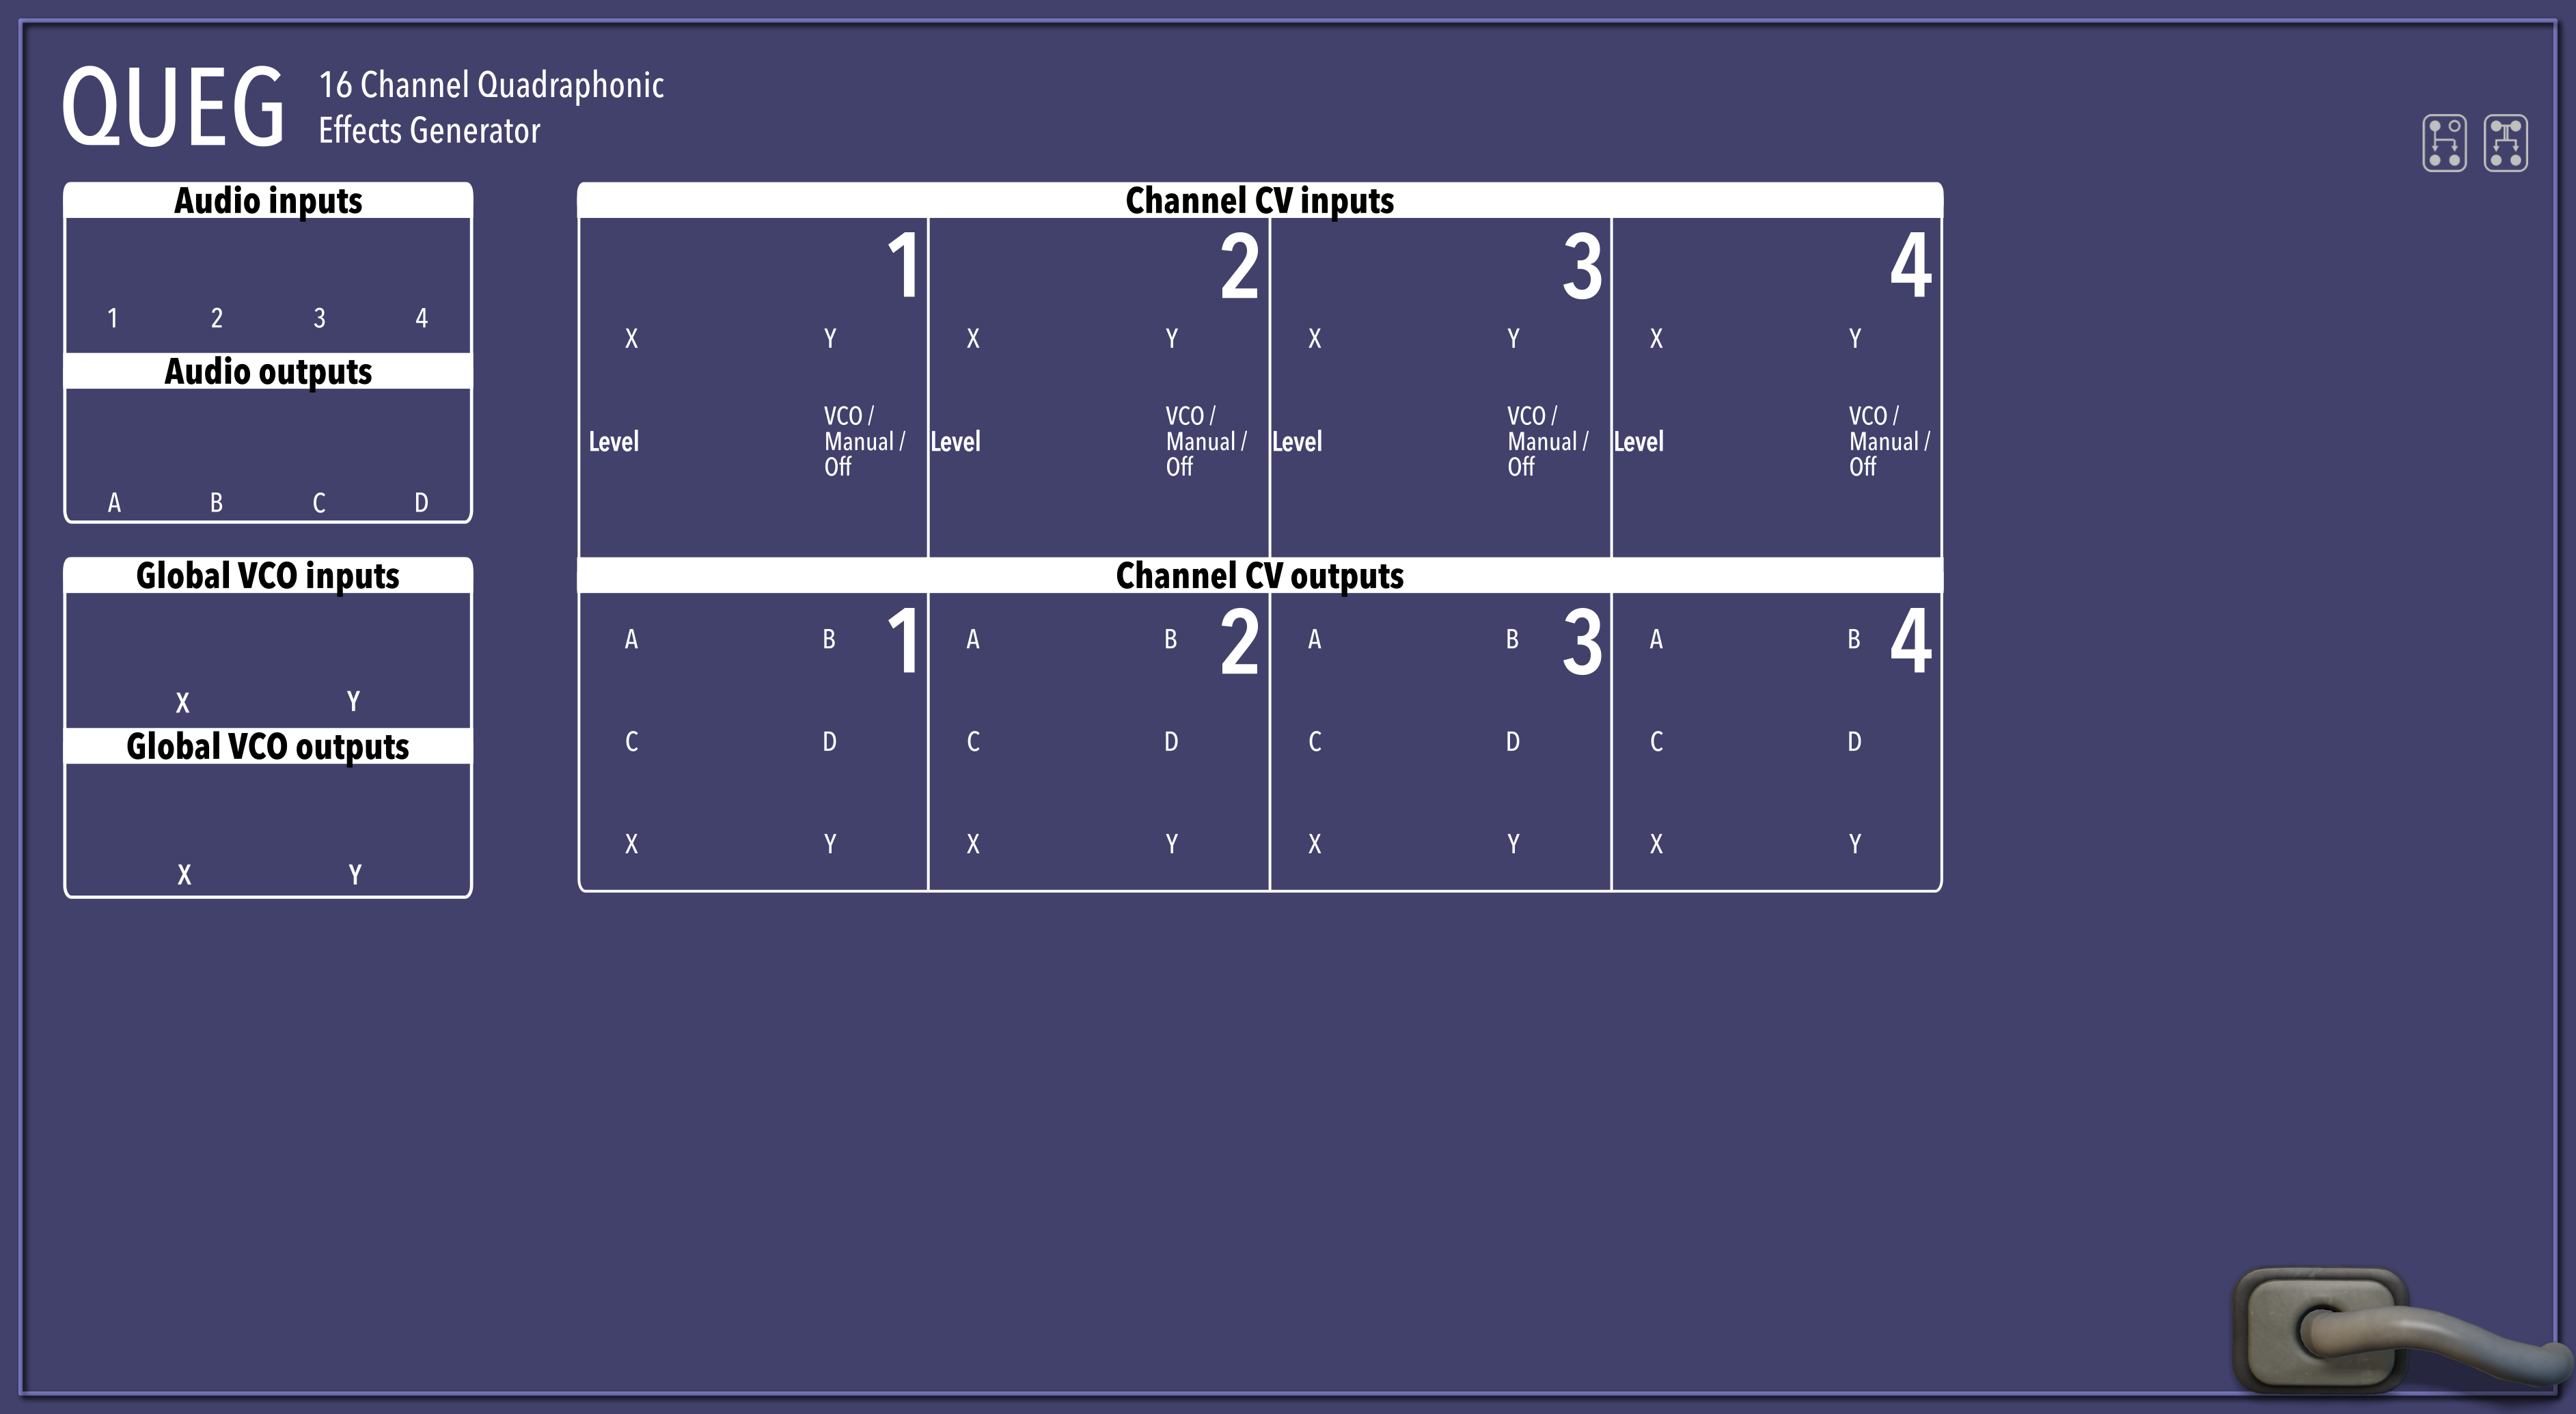 QUEG
16 Channel Quadraphonic
Effects Generator
Audio inputs
1 2 3 4
Audio outputs
A B C D
Global VCO inputs
X Y
Global VCO outputs
X Y
Channel CV inputs
1 2 3 4
X Y X Y X Y X Y
Level
VCO /
Manual /
Off
Level
VCO /
Manual /
Off
Level
VCO /
Manual /
Off
Level
VCO /
Manual /
Off
Channel CV outputs
A B 1 A B 2 A B 3 A B 4
C D C D C D C D
X Y X Y X Y X Y